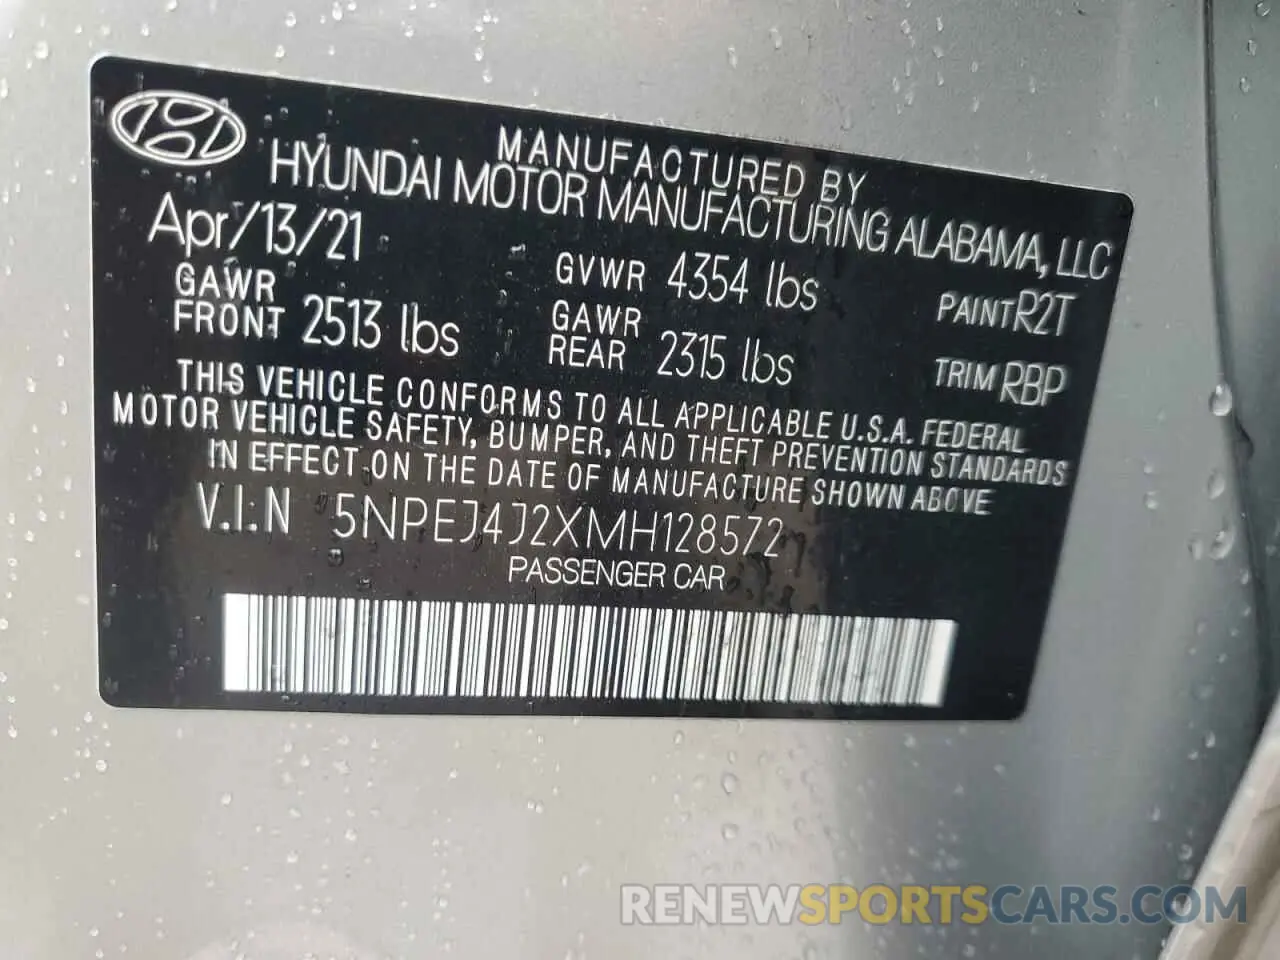 MANUFACTURED BY
HYUNDAI MOTOR MANUFACTURING ALABAMA, LLC
Apr/13/21
GVWR 4354 lbs
PAINT R2T
GAWR FRONT 2513 lbs
GAWR REAR 2315 lbs
TRIM RBP
THIS VEHICLE CONFORMS TO ALL APPLICABLE U.S.A. FEDERAL
MOTOR VEHICLE SAFETY, BUMPER, AND THEFT PREVENTION STANDARDS
IN EFFECT ON THE DATE OF MANUFACTURE SHOWN ABOVE
V.I.N 5NPEJ4J2XMH128572
PASSENGER CAR
RENEWSPORTSCARS.COM